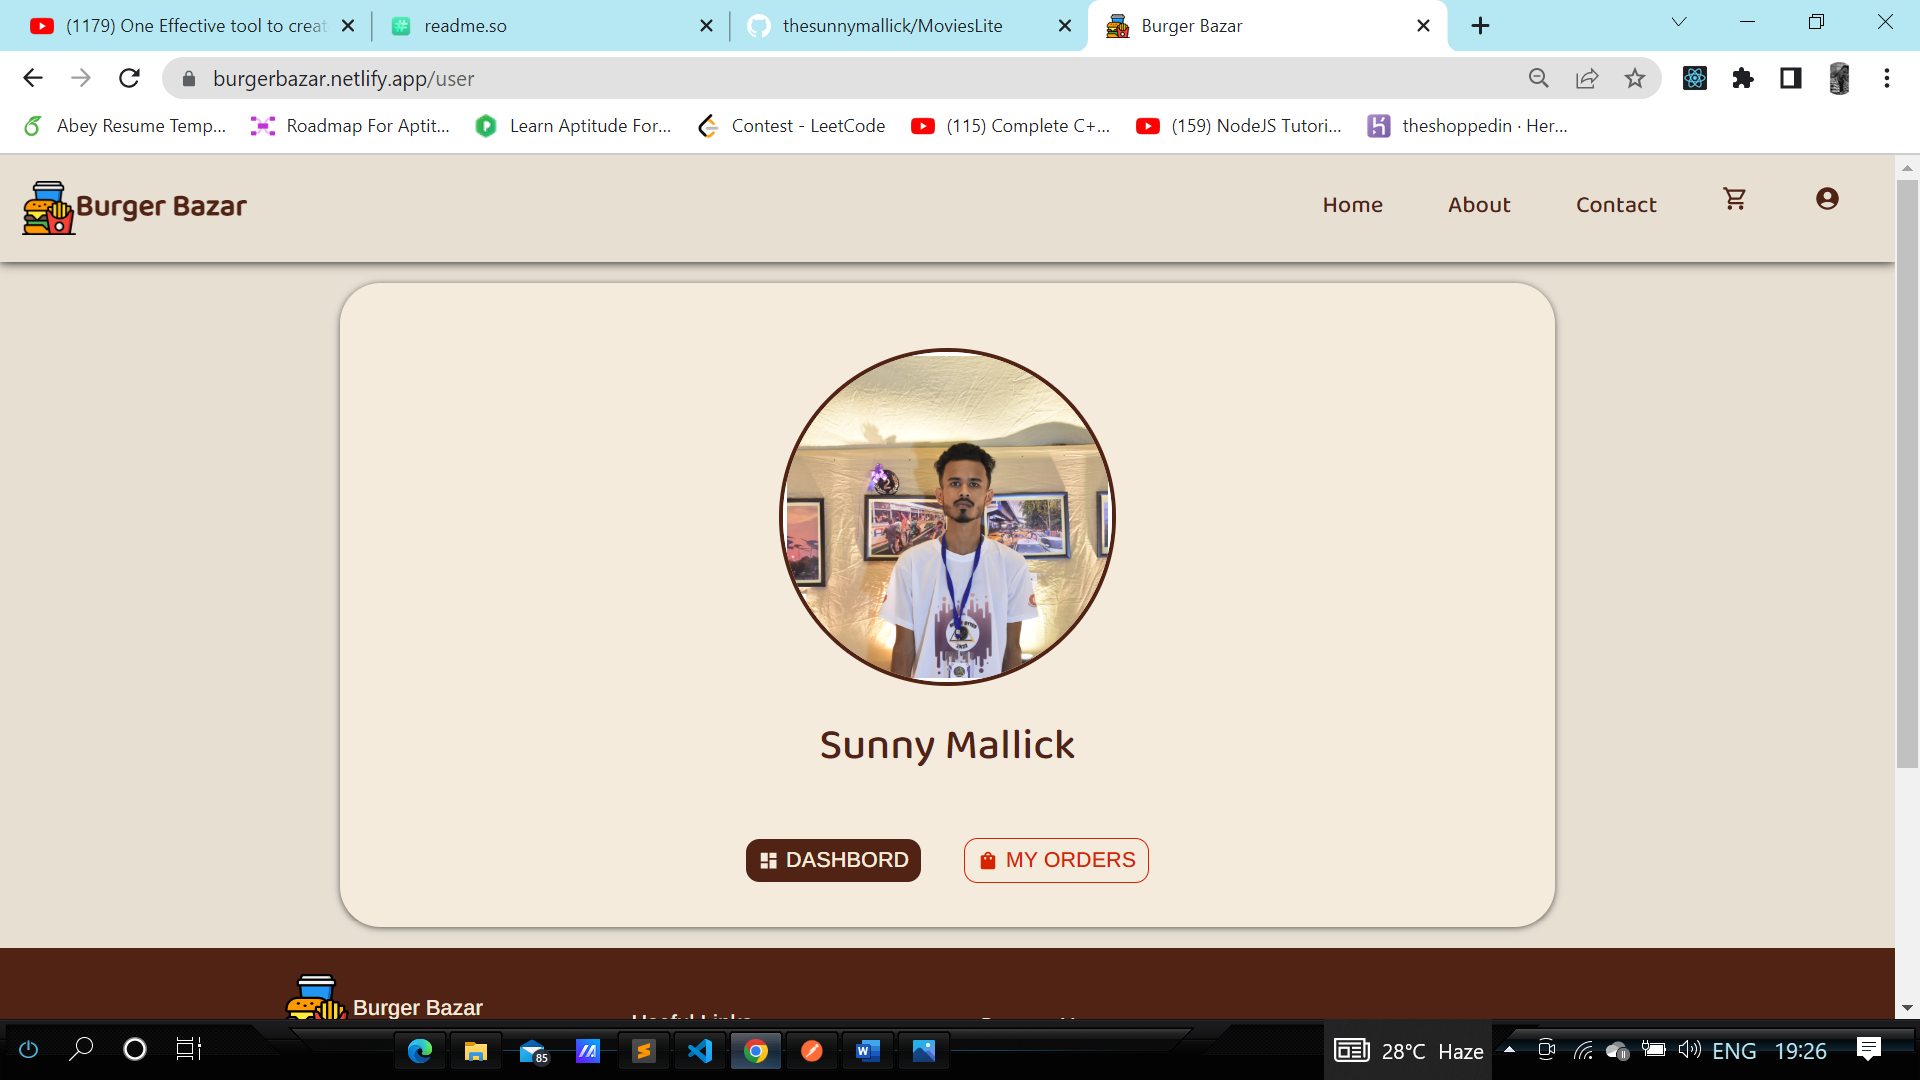 (1179) One Effective tool to creat
readme.so
thesunnymallick/MoviesLite
Burger Bazar
burgerbazar.netlify.app/user
Abey Resume Temp...
Roadmap For Aptit...
Learn Aptitude For...
Contest - LeetCode
(115) Complete C+...
(159) NodeJS Tutori...
theshoppedin · Her...
Burger Bazar
Home
About
Contact
Sunny Mallick
DASHBORD
MY ORDERS
Burger Bazar
Useful Links
85
28°C Haze
ENG
19:26